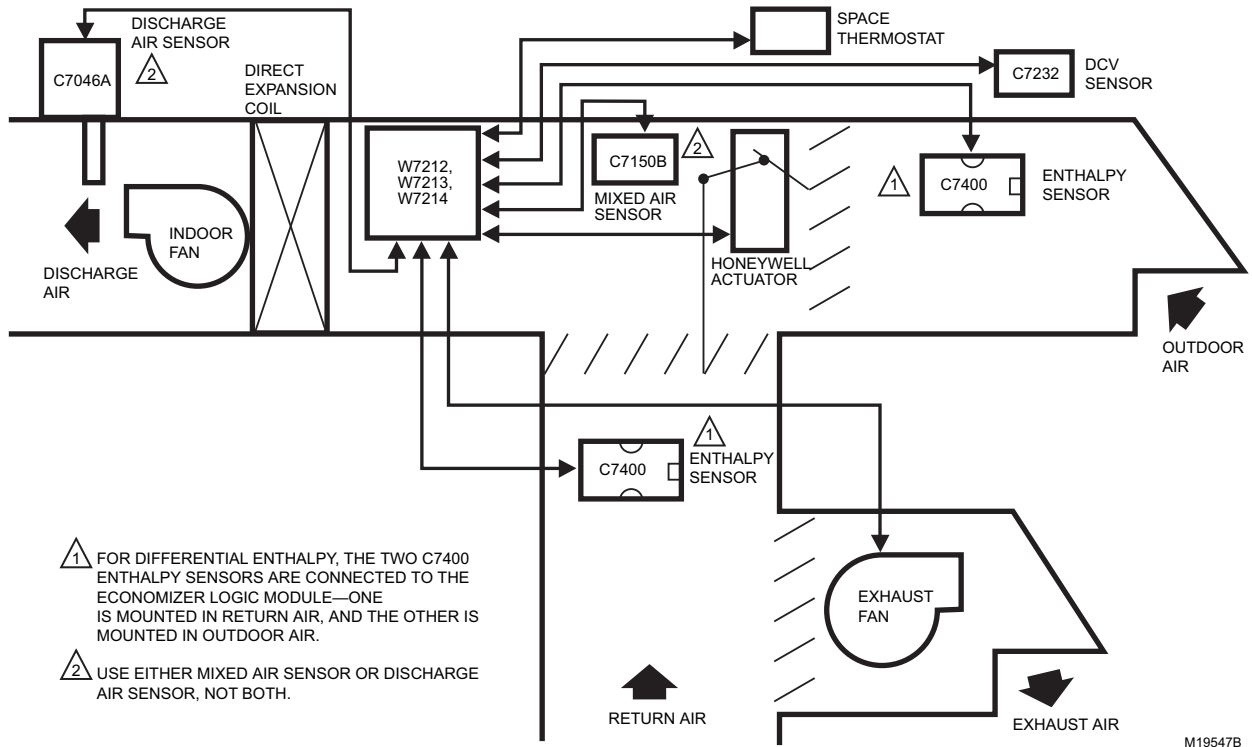 DISCHARGE
AIR SENSOR
2
C7046A
DIRECT
EXPANSION
COIL
SPACE
THERMOSTAT
C7232
DCV
SENSOR
W7212,
W7213,
W7214
C7150B
2
MIXED AIR
SENSOR
HONEYWELL
ACTUATOR
1
C7400
ENTHALPY
SENSOR
INDOOR
FAN
DISCHARGE
AIR
OUTDOOR
AIR
1
C7400
ENTHALPY
SENSOR
EXHAUST
FAN
RETURN AIR
EXHAUST AIR
1 FOR DIFFERENTIAL ENTHALPY, THE TWO C7400
ENTHALPY SENSORS ARE CONNECTED TO THE
ECONOMIZER LOGIC MODULE—ONE
IS MOUNTED IN RETURN AIR, AND THE OTHER IS
MOUNTED IN OUTDOOR AIR.
2 USE EITHER MIXED AIR SENSOR OR DISCHARGE
AIR SENSOR, NOT BOTH.
M19547B